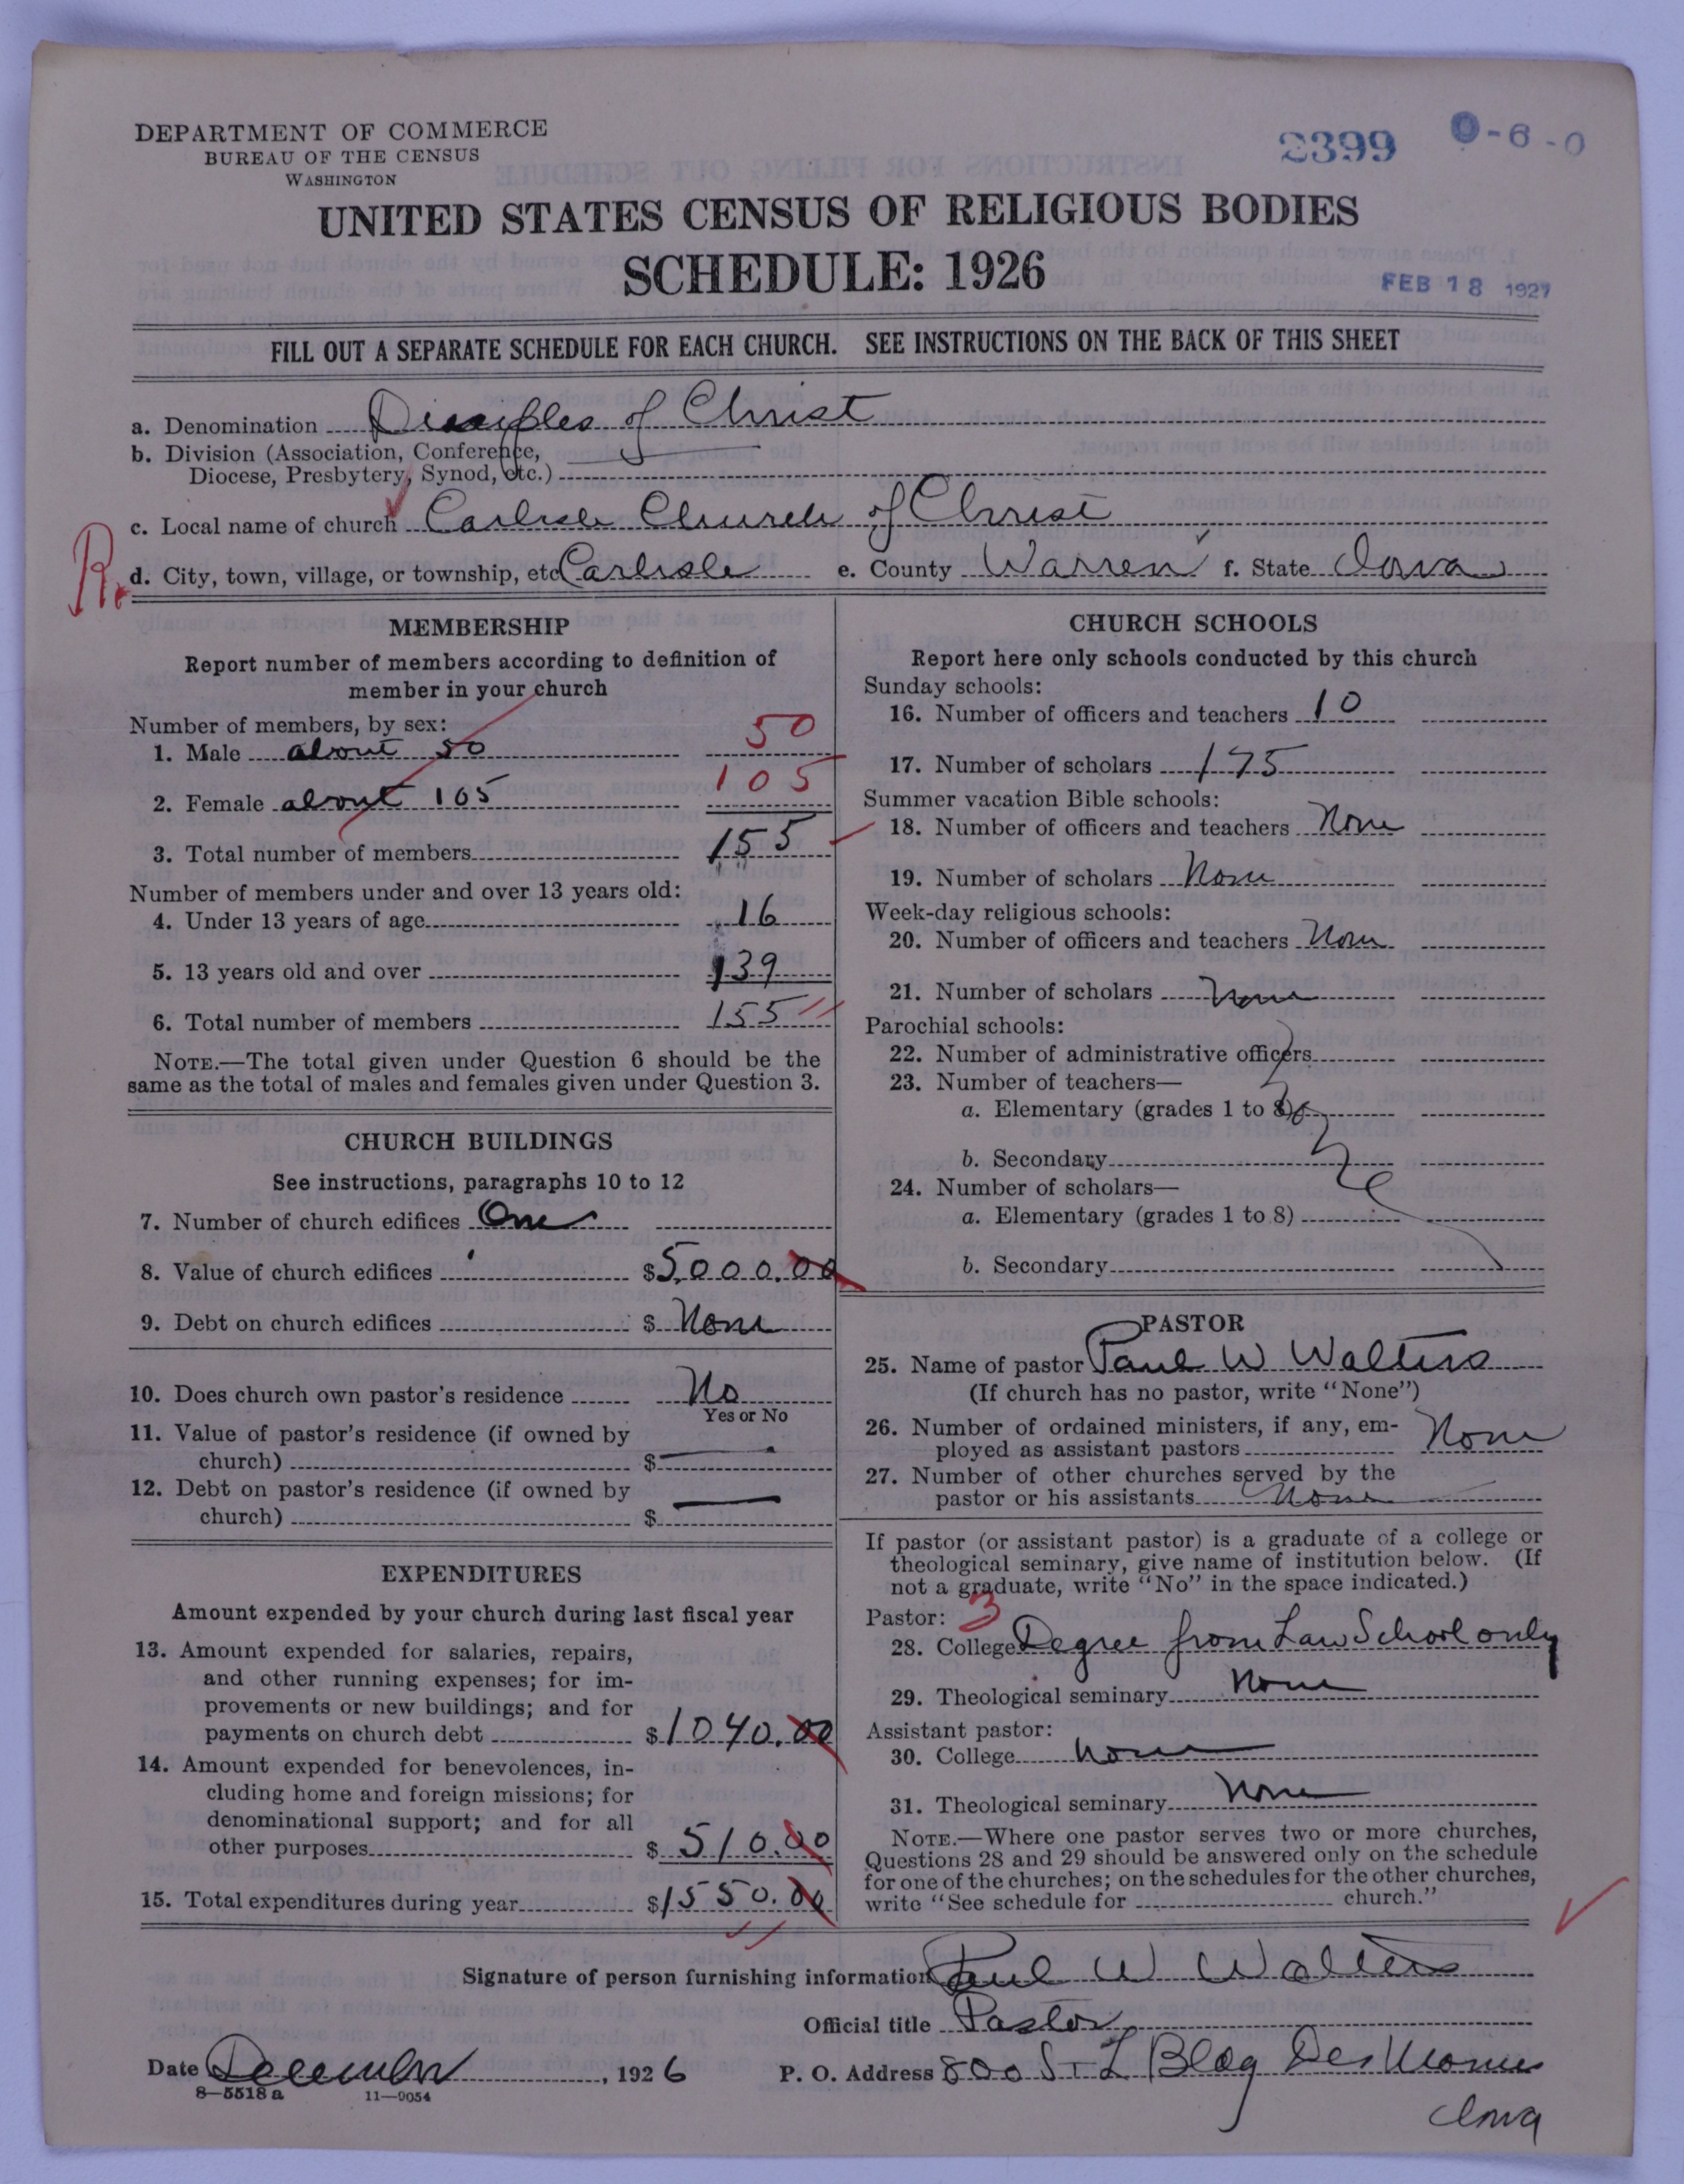 DEPARTMENT OF COMMERCE
BUREAU OF THE CENSUS
WASHINGTON
2399 0-6-0
UNITED STATES CENSUS OF RELIGIOUS BODIES
SCHEDULE: 1926
FEB 18 1927
FILL OUT A SEPARATE SCHEDULE FOR EACH CHURCH. SEE INSTRUCTIONS ON THE BACK OF THIS SHEET
a. Denomination Disciples of Christ
b. Division (Association, Conference,
Diocese, Presbytery, Synod, etc.)
c. Local name of church Carlisle Church of Christ
R. d. City, town, village, or township, etc Carlisle e. County Warren f. State Iowa
MEMBERSHIP
Report number of members according to definition of
member in your church
Number of members, by sex:
1. Male about 50 50
2. Female about 105 105
3. Total number of members 155
Number of members under and over 13 years old:
4. Under 13 years of age 16
5. 13 years old and over 139
6. Total number of members 155
NOTE.—The total given under Question 6 should be the
same as the total of males and females given under Question 3.
CHURCH BUILDINGS
See instructions, paragraphs 10 to 12
7. Number of church edifices One
8. Value of church edifices $5,000.00
9. Debt on church edifices $ None
10. Does church own pastor's residence No
Yes or No
11. Value of pastor's residence (if owned by
church) $ —
12. Debt on pastor's residence (if owned by
church) $ —
EXPENDITURES
Amount expended by your church during last fiscal year
13. Amount expended for salaries, repairs,
and other running expenses; for im-
provements or new buildings; and for
payments on church debt $1040.00
14. Amount expended for benevolences, in-
cluding home and foreign missions; for
denominational support; and for all
other purposes $510.00
15. Total expenditures during year $1550.00
CHURCH SCHOOLS
Report here only schools conducted by this church
Sunday schools:
16. Number of officers and teachers 10
17. Number of scholars 175
Summer vacation Bible schools:
18. Number of officers and teachers None
19. Number of scholars None
Week-day religious schools:
20. Number of officers and teachers None
21. Number of scholars None
Parochial schools:
22. Number of administrative officers
23. Number of teachers—
a. Elementary (grades 1 to 8)
b. Secondary
24. Number of scholars—
a. Elementary (grades 1 to 8)
b. Secondary
PASTOR
25. Name of pastor Paul W Walters
(If church has no pastor, write "None")
26. Number of ordained ministers, if any, em-
ployed as assistant pastors None
27. Number of other churches served by the
pastor or his assistants None
If pastor (or assistant pastor) is a graduate of a college or
theological seminary, give name of institution below. (If
not a graduate, write "No" in the space indicated.)
Pastor: 3
28. College Degree from Law School only
29. Theological seminary None
Assistant pastor:
30. College None
31. Theological seminary None
NOTE.—Where one pastor serves two or more churches,
Questions 28 and 29 should be answered only on the schedule
for one of the churches; on the schedules for the other churches,
write "See schedule for church."
Signature of person furnishing information Paul W Walters
Official title Pastor
Date December, 1926 P. O. Address 800 S+L Bldg Des Moines
Iowa
8—5518 a 11—9054